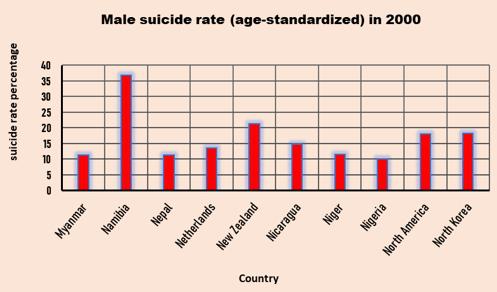 Male suicide rate (age-standardized) in 2000
suicide rate percentage
40
35
30
25
20
15
10
5
0
Myanmar
Namibia
Nepal
Netherlands
New Zealand
Nicaragua
Niger
Nigeria
North America
North Korea
Country